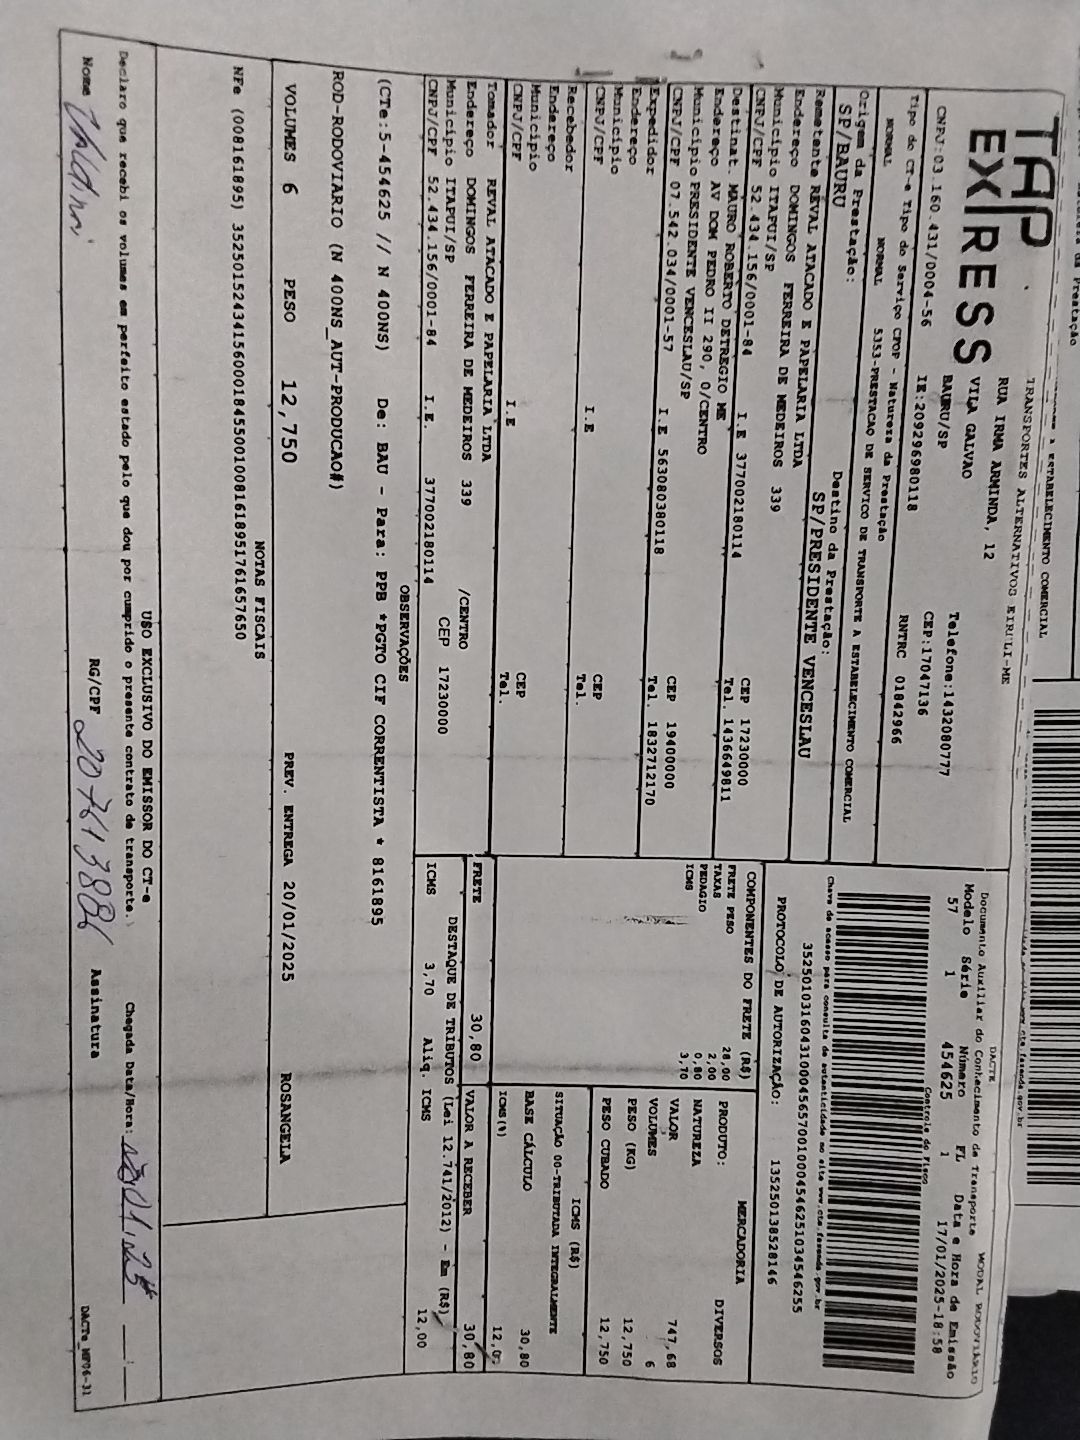 TAP
EXPRESS
TRANSPORTES ALTERNATIVOS EIRELI-ME
RUA IRMA ARMINDA, 12
VILA GALVAO
BAURU/SP
Telefone:1432080777
CEP:17047136
CNPJ:03.160.431/0004-56
IE:209296980118
RNTRC 01842966
DACTE
MODAL RODOVIÁRIO
Documento Auxiliar do Conhecimento de Transporte
Modelo Série Número FL Data e Hora de Emissão
57 1 454625 1 17/01/2025-18:58
Controle do Fisco
Chave de acesso para consulta de autenticidade no site www.cte.fazenda.gov.br
35250103160431000456570010004546251034546255
PROTOCOLO DE AUTORIZAÇÃO: 135250138528146
Tipo do CT-e Tipo do Serviço CFOP - Natureza da Prestação
NORMAL NORMAL 5353-PRESTACAO DE SERVICO DE TRANSPORTE A ESTABELECIMENTO COMERCIAL
Origem da Prestação: Destino da Prestação:
SP/BAURU SP/PRESIDENTE VENCESLAU
Remetente REVAL ATACADO E PAPELARIA LTDA
Endereço DOMINGOS FERREIRA DE MEDEIROS 339
Município ITAPUI/SP CEP 17230000
CNPJ/CPF 52.434.156/0001-84 I.E 377002180114 Tel. 1436649811
Destinat. MAURO ROBERTO DETREGIO ME
Endereço AV DOM PEDRO II 290, 0/CENTRO
Município PRESIDENTE VENCESLAU/SP CEP 19400000
CNPJ/CPF 07.542.034/0001-57 I.E 563080380118 Tel. 1832712170
Expedidor
Endereço
Município CEP
CNPJ/CPF I.E Tel.
Recebedor
Endereço
Município CEP
CNPJ/CPF I.E Tel.
Tomador REVAL ATACADO E PAPELARIA LTDA
Endereço DOMINGOS FERREIRA DE MEDEIROS 339 /CENTRO
Município ITAPUI/SP CEP 17230000
CNPJ/CPF 52.434.156/0001-84 I.E. 377002180114
COMPONENTES DO FRETE (R$)
FRETE PESO 28,00
TAXAS 2,00
PEDAGIO 0,80
ICMS 3,70
FRETE 30,80
MERCADORIA
PRODUTO: DIVERSOS
NATUREZA
VALOR 747,68
VOLUMES 6
PESO (KG) 12,750
PESO CUBADO 12,750
ICMS (R$)
SITUAÇÃO 00-TRIBUTADA INTEGRALMENTE
BASE CÁLCULO 30,80
ICMS(%)
VALOR A RECEBER 30,80
DESTAQUE DE TRIBUTOS (Lei 12.741/2012) - Em (R$)
ICMS 3,70 Aliq. ICMS 12,00
OBSERVAÇÕES
(CTe:5-454625 // N 400NS) De: BAU - Para: PPB *PGTO CIF CORRENTISTA * 8161895
ROD-RODOVIARIO (N 400NS_AUT-PRODUCAO#)
VOLUMES 6 PESO 12,750 PREV. ENTREGA 20/01/2025 ROSANGELA
NOTAS FISCAIS
NFe (008161895) 35250152434156000184550010081618951761657650
USO EXCLUSIVO DO EMISSOR DO CT-e
Declaro que recebi os volumes em perfeito estado pelo que dou por cumprido o presente contrato de transporte. Chegada Data/Hora:
Nome RG/CPF Assinatura
DACTe_MF06-31